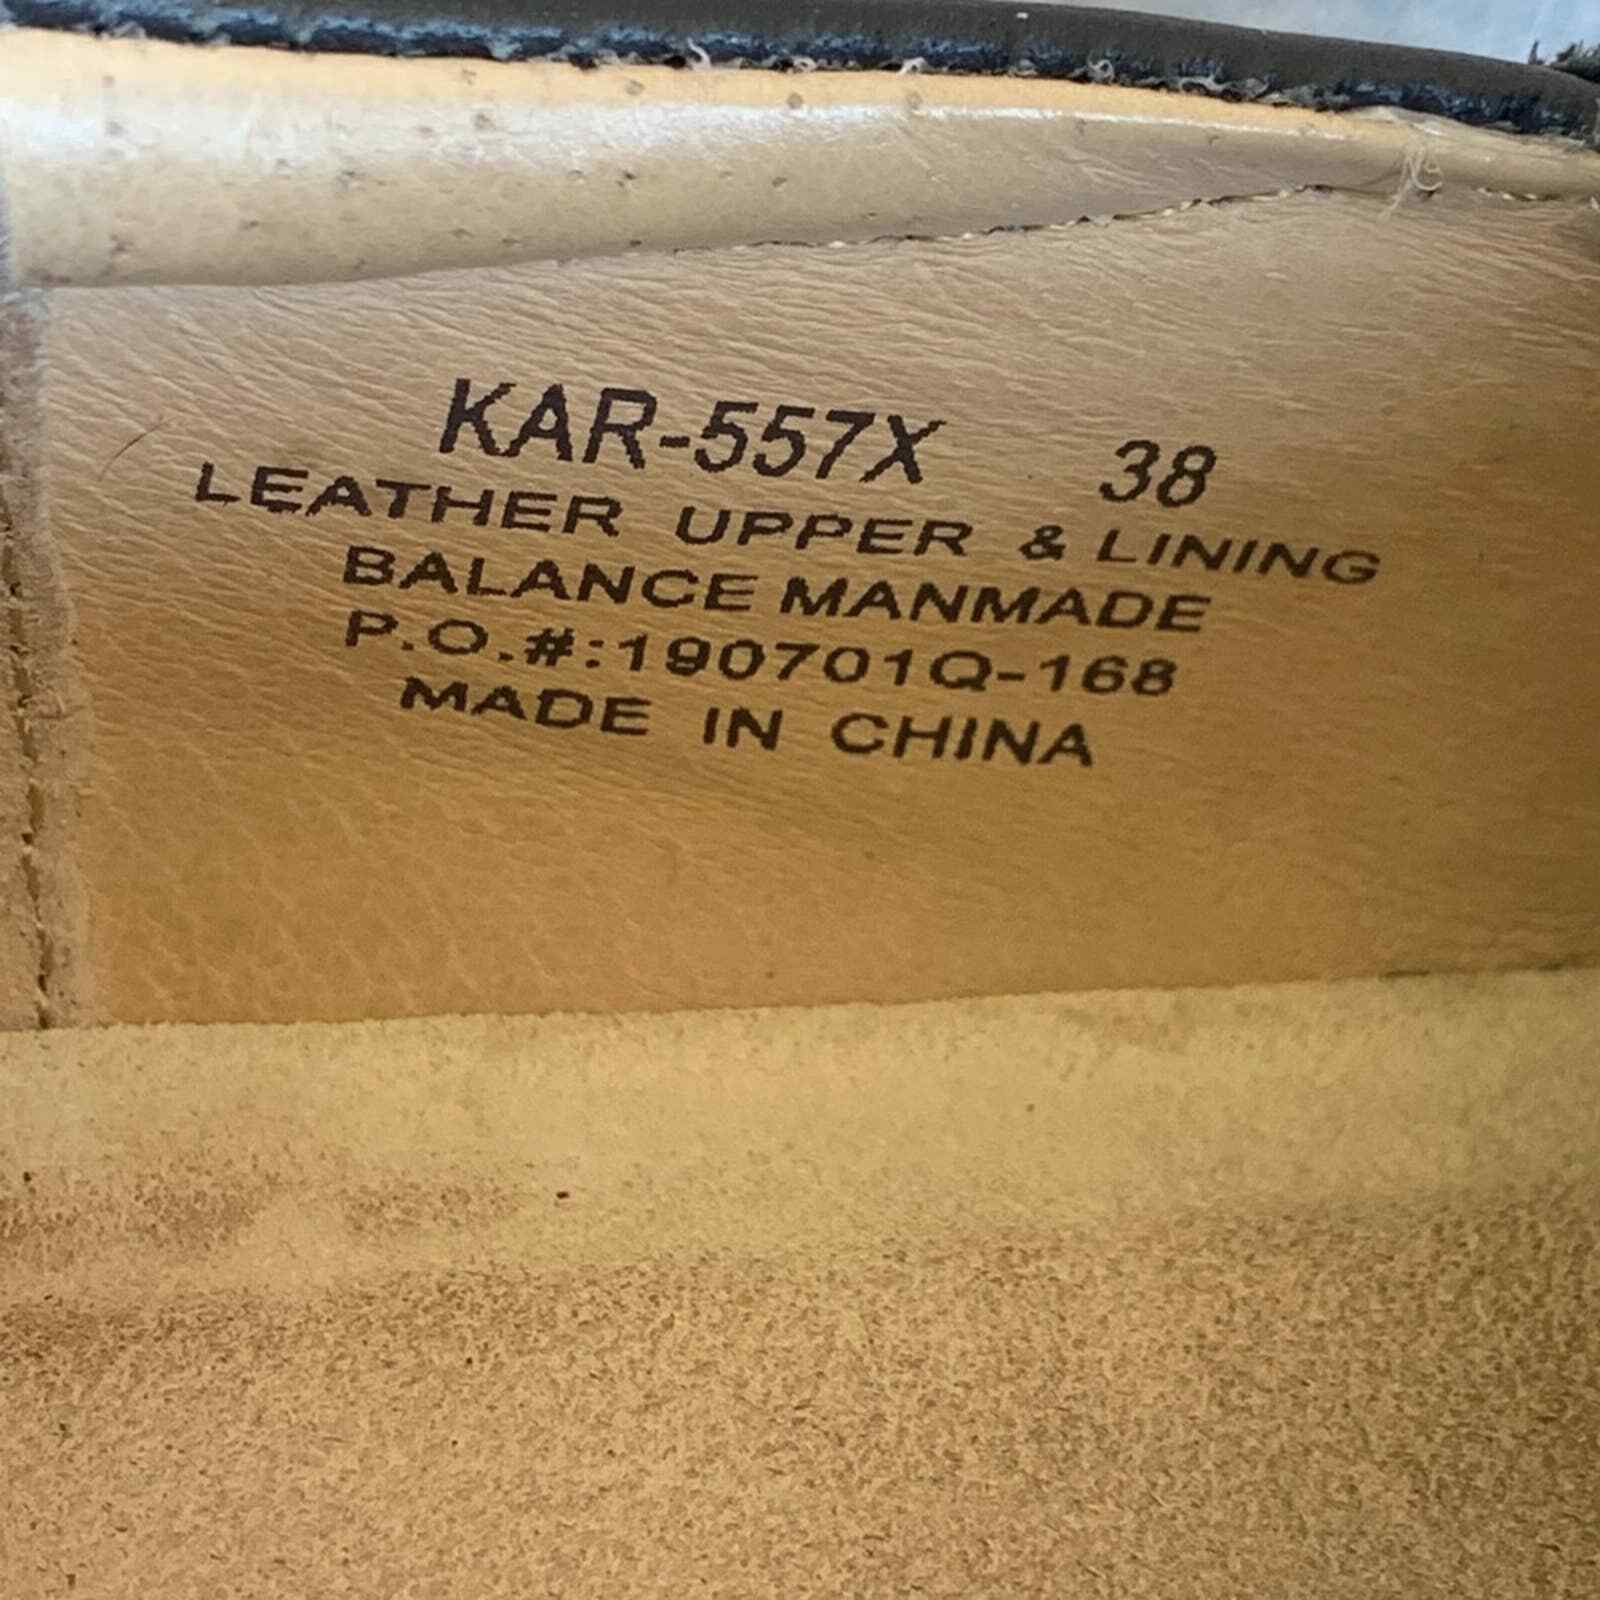 KAR-557X 38
LEATHER UPPER & LINING
BALANCE MANMADE
P.O.#:190701Q-168
MADE IN CHINA